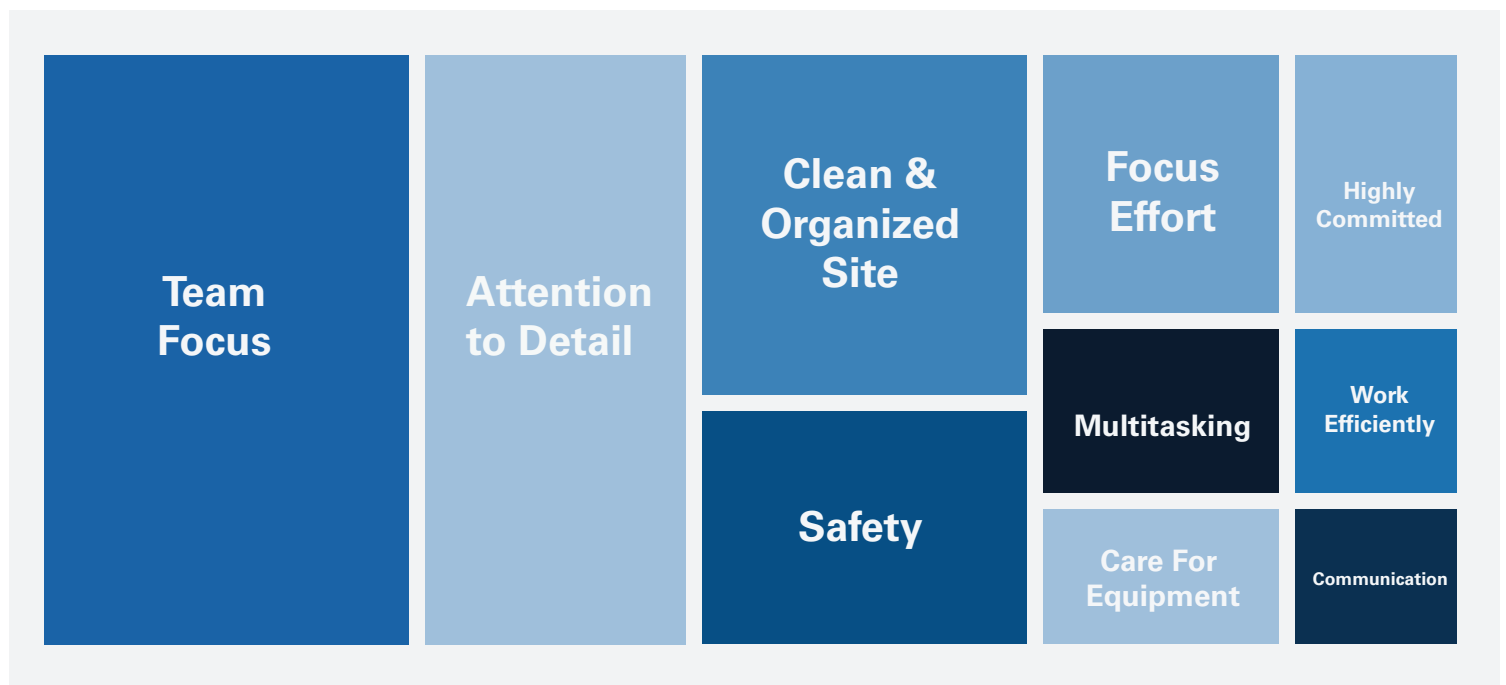 Team
Focus
Attention
to Detail
Clean &
Organized
Site
Safety
Focus
Effort
Multitasking
Care For
Equipment
Highly
Committed
Work
Efficiently
Communication